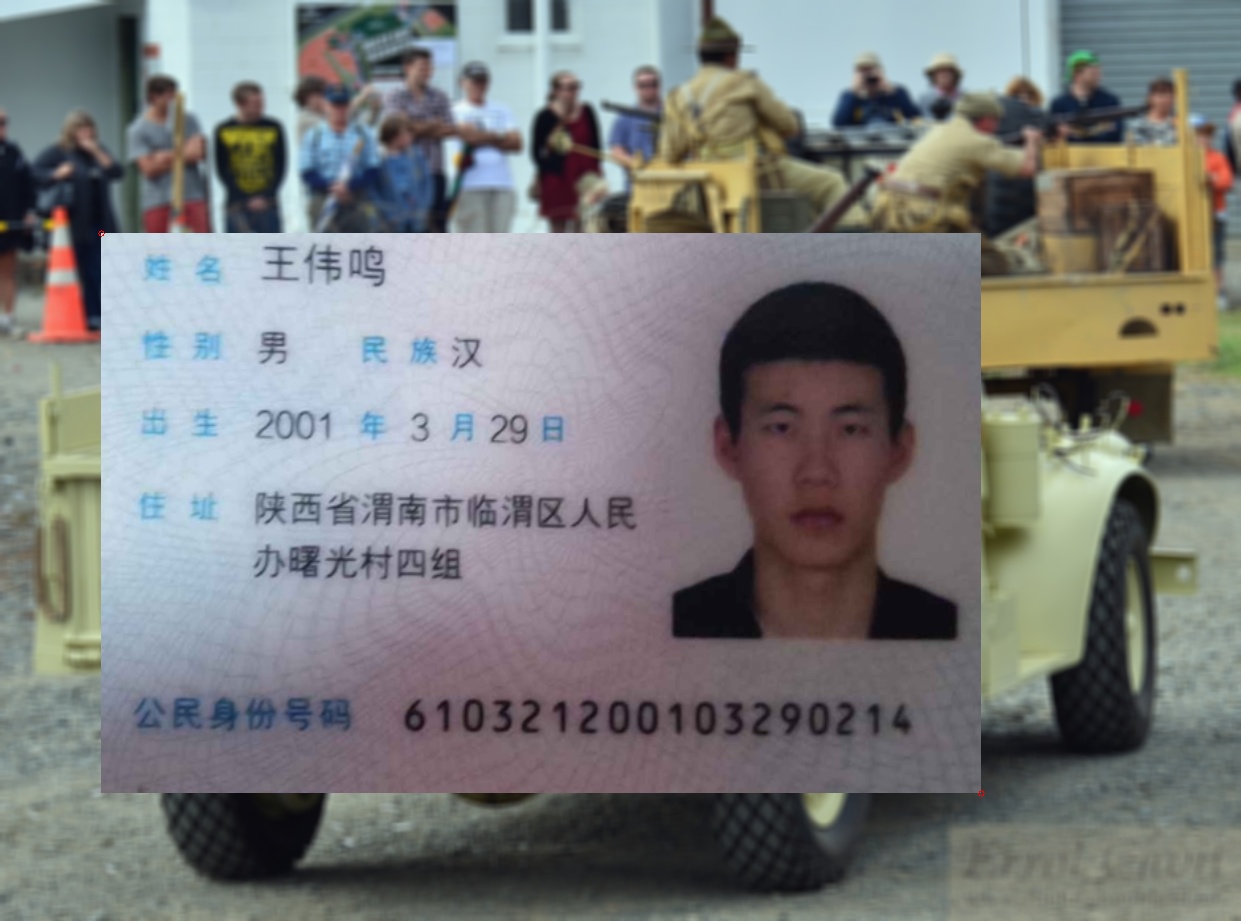 姓名 王伟鸣
性别 男 民族 汉
出生 2001 年 3 月 29 日
住址 陕西省渭南市临渭区人民
办曙光村四组
公民身份号码 610321200103290214